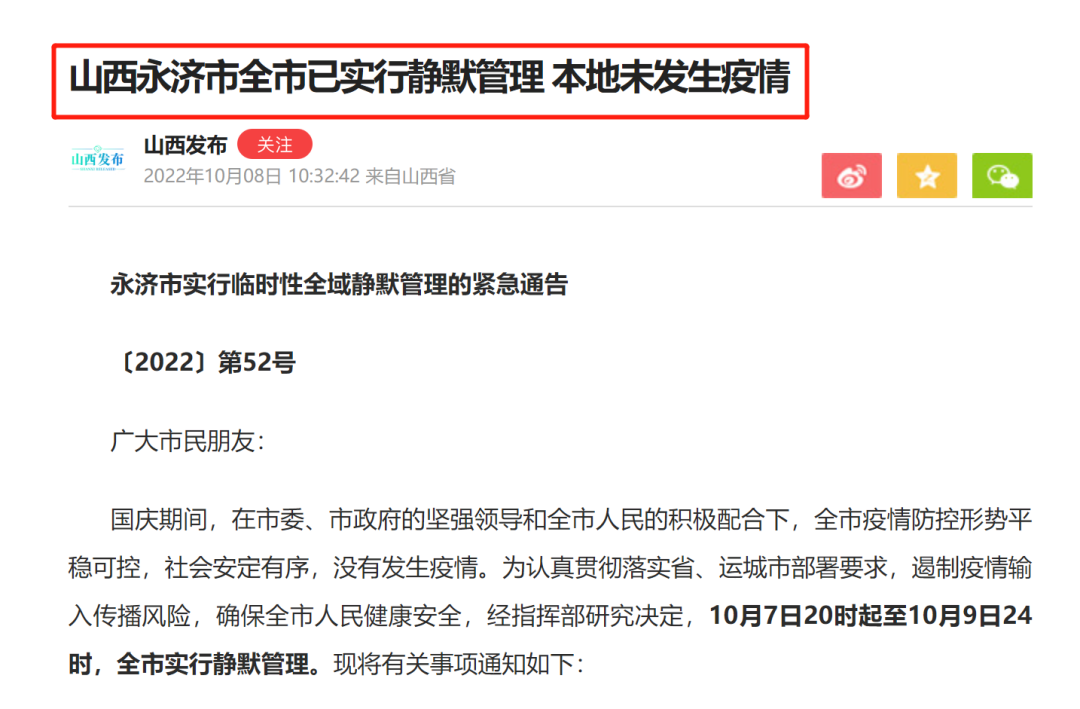 山西永济市全市已实行静默管理 本地未发生疫情
山西发布
山西发布 关注
2022年10月08日 10:32:42 来自山西省
永济市实行临时性全域静默管理的紧急通告
〔2022〕第52号
广大市民朋友：
国庆期间，在市委、市政府的坚强领导和全市人民的积极配合下，全市疫情防控形势平
稳可控，社会安定有序，没有发生疫情。为认真贯彻落实省、运城市部署要求，遏制疫情输
入传播风险，确保全市人民健康安全，经指挥部研究决定，10月7日20时起至10月9日24
时，全市实行静默管理。现将有关事项通知如下：